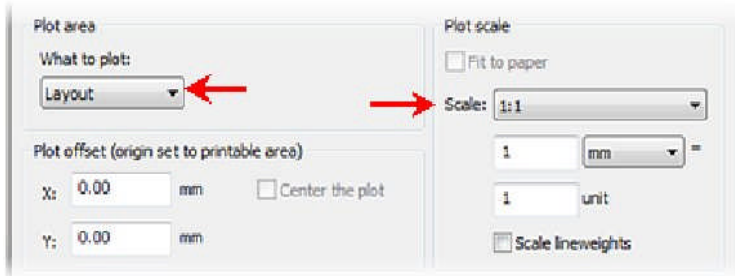 Plot area
What to plot:
Layout
Plot offset (origin set to printable area)
X: 0.00 mm Center the plot
Y: 0.00 mm
Plot scale
Fit to paper
Scale: 1:1
1 mm =
1 unit
Scale lineweights